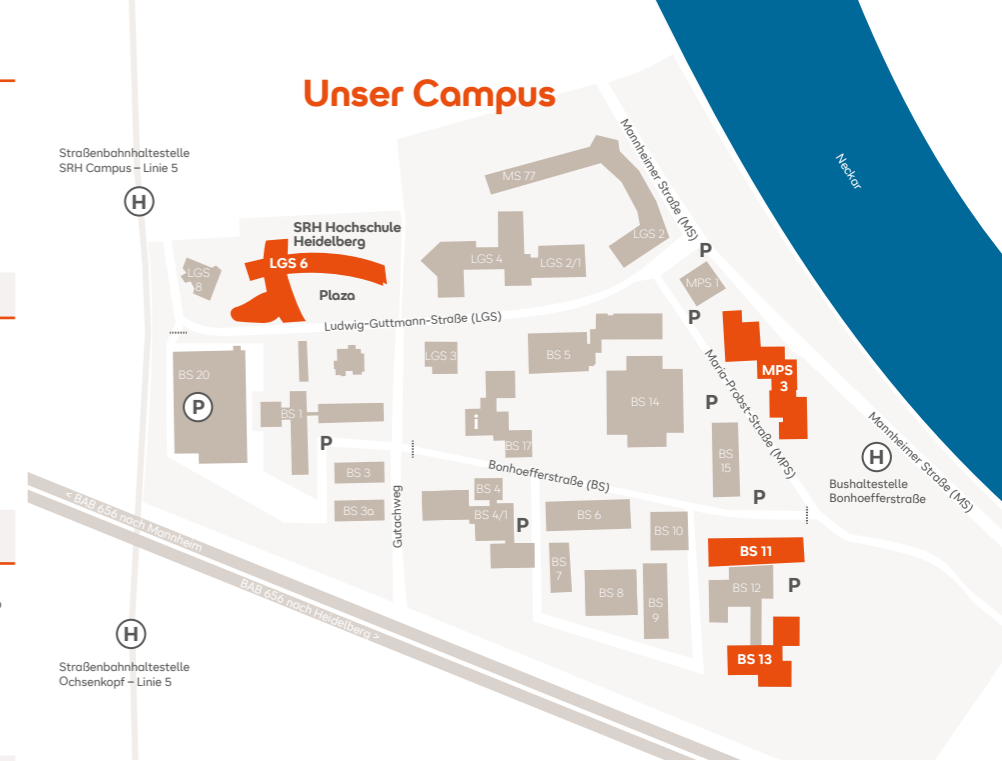 Unser Campus
Straßenbahnhaltestelle
SRH Campus – Linie 5
H
Mannheimer Straße (MS)
Neckar
MS 77
SRH Hochschule
Heidelberg
LGS 2
LGS 4
LGS 2/1
LGS 6
LGS
8
P
MPS 1
Plaza
P
Ludwig-Guttmann-Straße (LGS)
LGS 3
BS 5
Maria-Probst-Straße (MPS)
MPS
3
BS 20
P
BS 1
BS 14
P
i
Mannheimer Straße (MS)
P
BS 17
BS
15
H
Bushaltestelle
Bonhoefferstraße
Bonhoefferstraße (BS)
BS 3
BS 4
P
BS 3a
BS 4/1
P
BS 6
BS 10
Gutachweg
< BAB 656 nach Mannheim
BS 11
BS
7
BS 8
BS
9
BS 12
P
BAB 656 nach Heidelberg >
H
BS 13
Straßenbahnhaltestelle
Ochsenkopf – Linie 5